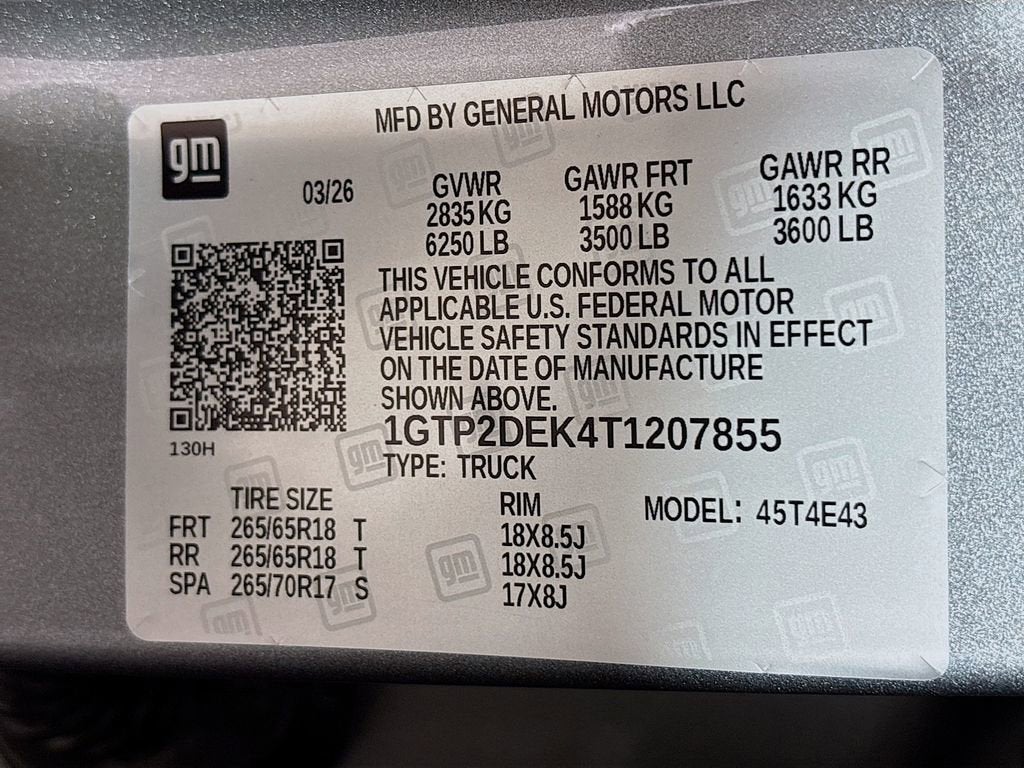 MFD BY GENERAL MOTORS LLC
gm
03/26
GVWR GAWR FRT GAWR RR
2835 KG 1588 KG 1633 KG
6250 LB 3500 LB 3600 LB
THIS VEHICLE CONFORMS TO ALL
APPLICABLE U.S. FEDERAL MOTOR
VEHICLE SAFETY STANDARDS IN EFFECT
ON THE DATE OF MANUFACTURE
SHOWN ABOVE.
1GTP2DEK4T1207855
130H
TYPE: TRUCK
TIRE SIZE RIM MODEL: 45T4E43
FRT 265/65R18 T 18X8.5J
RR 265/65R18 T 18X8.5J
SPA 265/70R17 S 17X8J